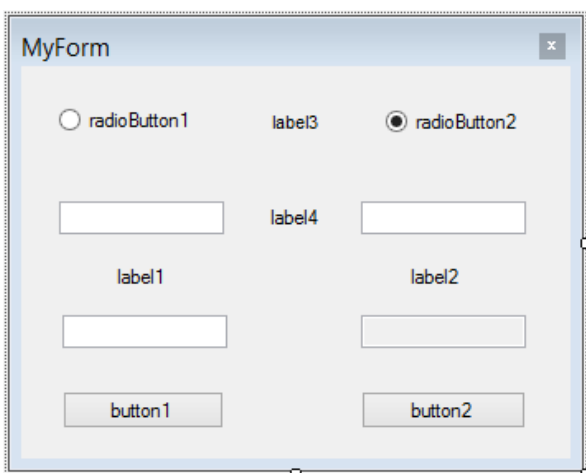 MyForm
x
radioButton1 label3 radioButton2
label4
label1 label2
button1 button2